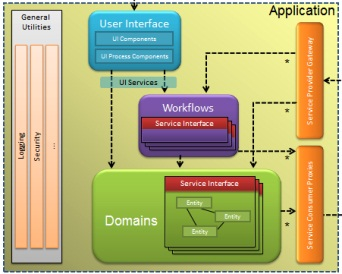 General
Utilities
Logging
Security
...
Application
User Interface
UI Components
UI Process Components
UI Services
Workflows
Service Interface
Domains
Service Interface
Entity
Entity
Entity
Service Provider Gateway
Service Consumer Proxies
*
*
*
*